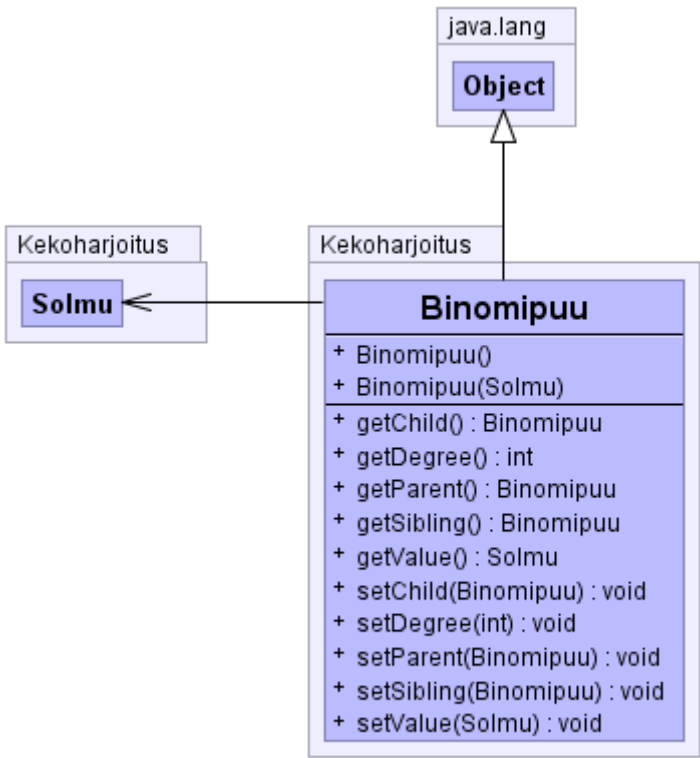 java.lang
Object
Kekoharjoitus
Solmu
Kekoharjoitus
Binomipuu
+ Binomipuu()
+ Binomipuu(Solmu)
+ getChild() : Binomipuu
+ getDegree() : int
+ getParent() : Binomipuu
+ getSibling() : Binomipuu
+ getValue() : Solmu
+ setChild(Binomipuu) : void
+ setDegree(int) : void
+ setParent(Binomipuu) : void
+ setSibling(Binomipuu) : void
+ setValue(Solmu) : void